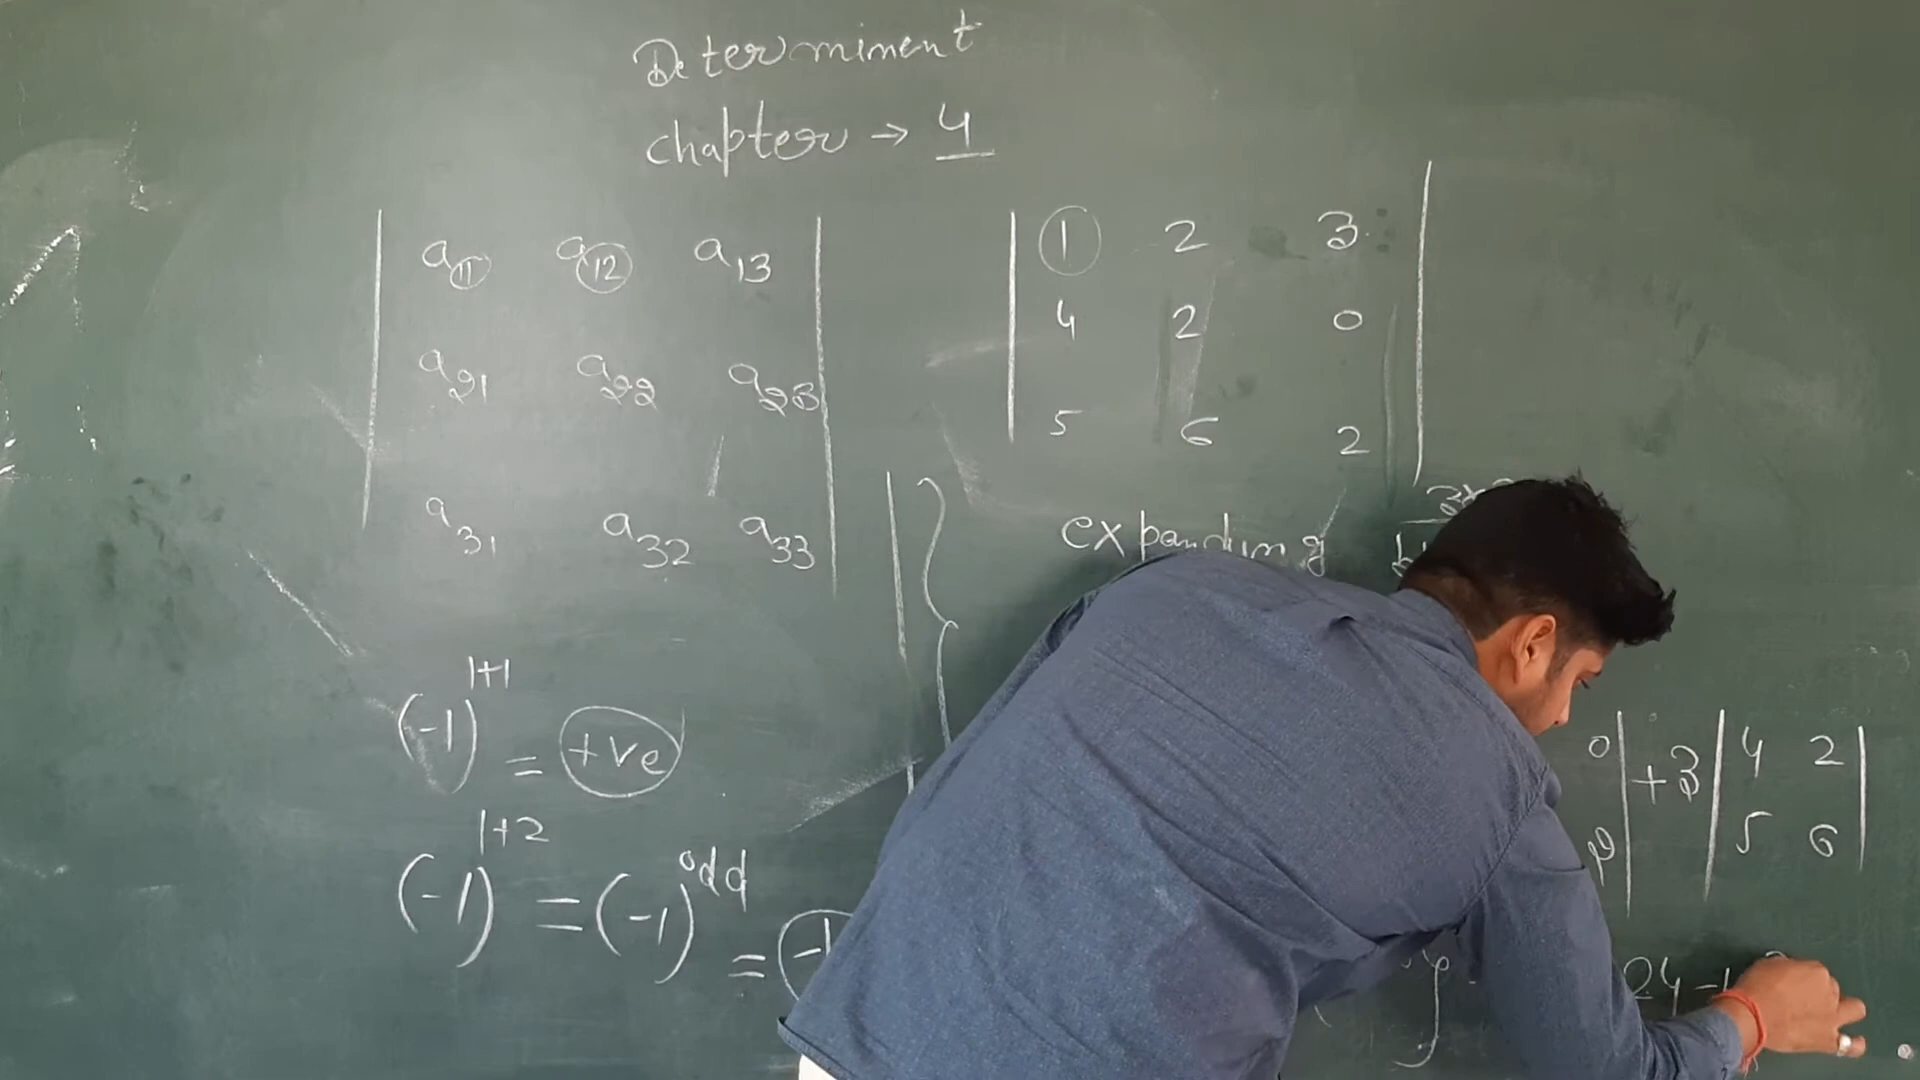 Determinent
chapter → 4
a11 a12 a13
a21 a22 a23
a31 a32 a33
1 2 3
4 2 0
5 6 2
expanding
(-1)^1+1 = +ve
(-1)^1+2 = (-1)^odd = -1
0 | +3 | 4 2 |
2 | | 5 6 |
24-1